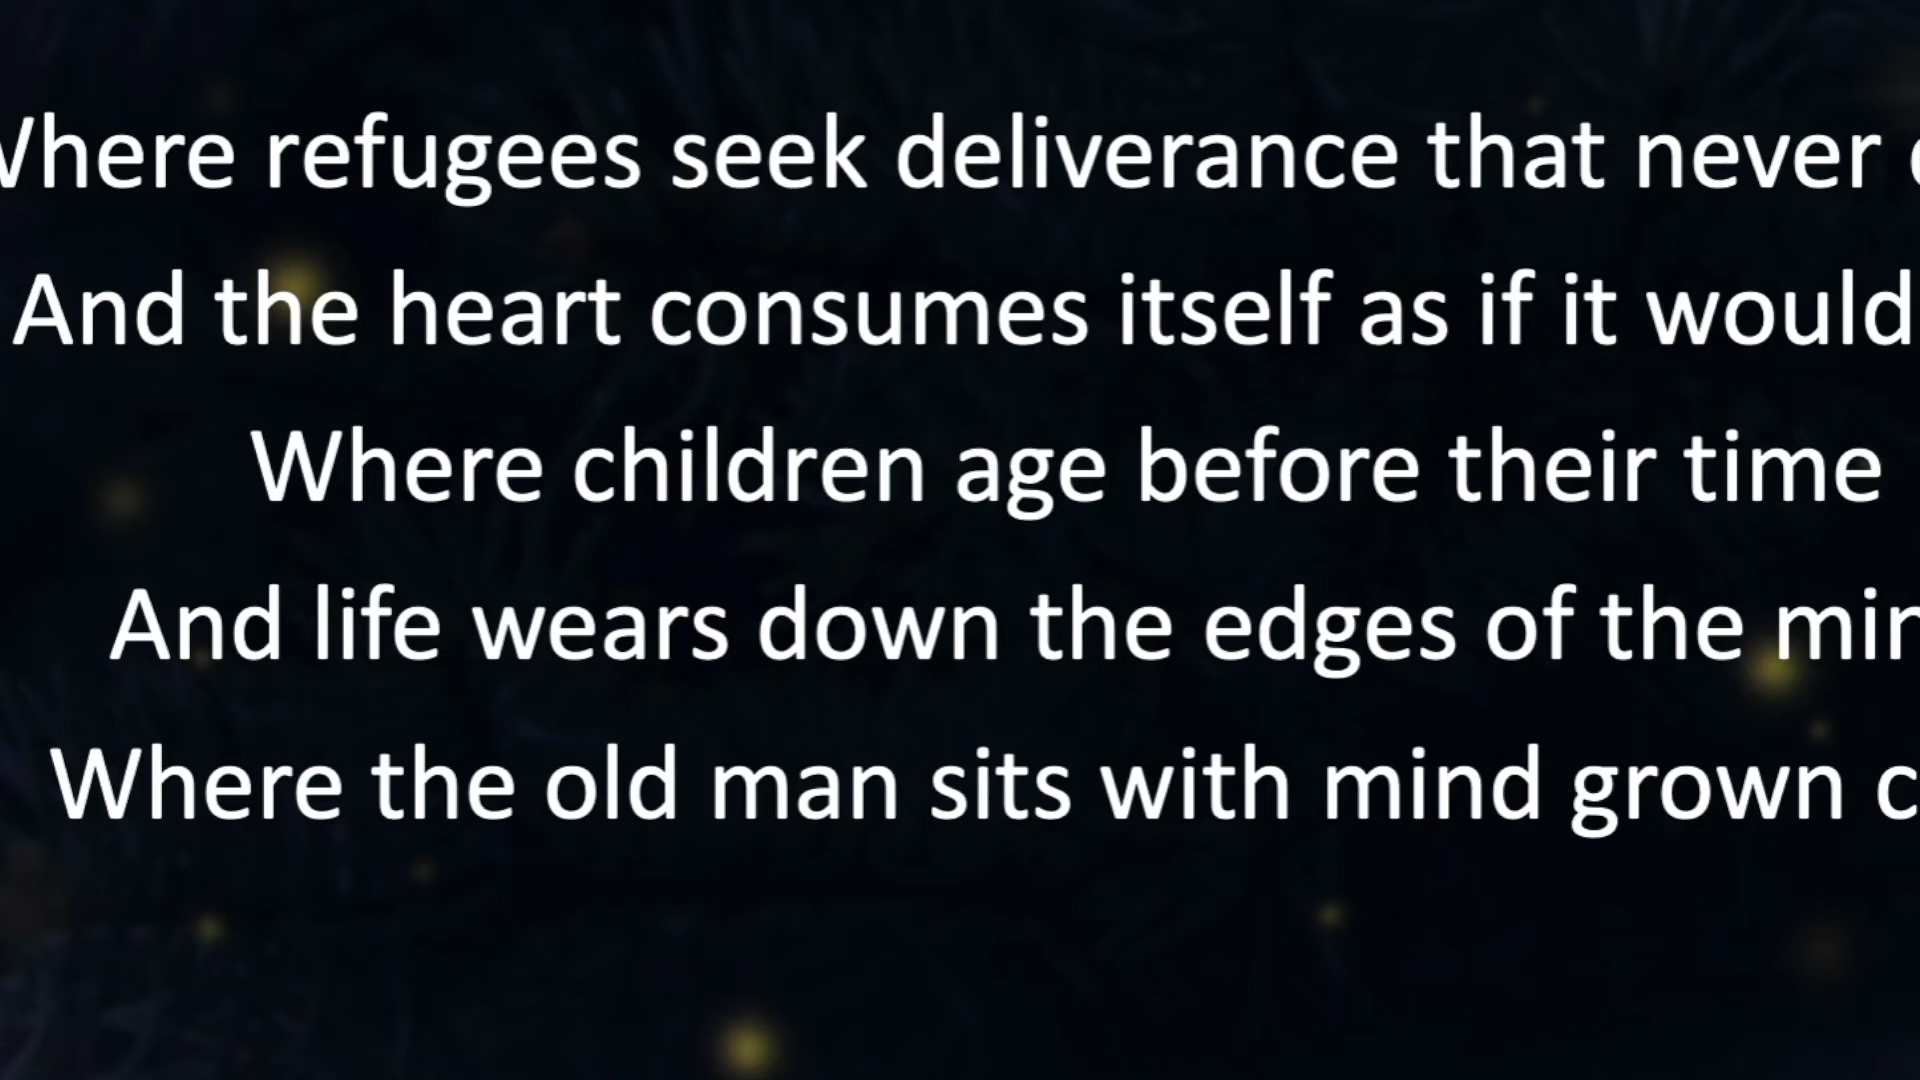 Where refugees seek deliverance that never
And the heart consumes itself as if it would
Where children age before their time
And life wears down the edges of the
Where the old man sits with mind grown